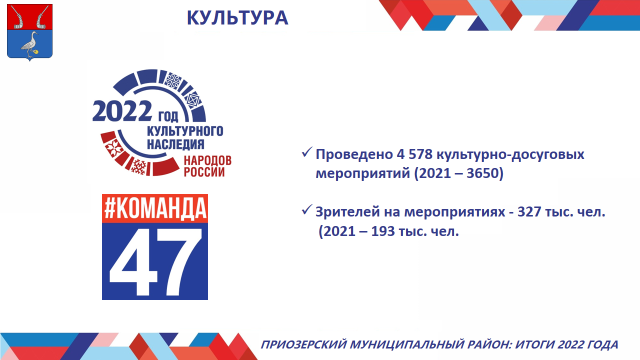 КУЛЬТУРА
2022 ГОД
КУЛЬТУРНОГО
НАСЛЕДИЯ
НАРОДОВ
РОССИИ
#КОМАНДА
47
✓ Проведено 4 578 культурно-досуговых
мероприятий (2021 – 3650)
✓ Зрителей на мероприятиях - 327 тыс. чел.
(2021 – 193 тыс. чел.
ПРИОЗЕРСКИЙ МУНИЦИПАЛЬНЫЙ РАЙОН: ИТОГИ 2022 ГОДА